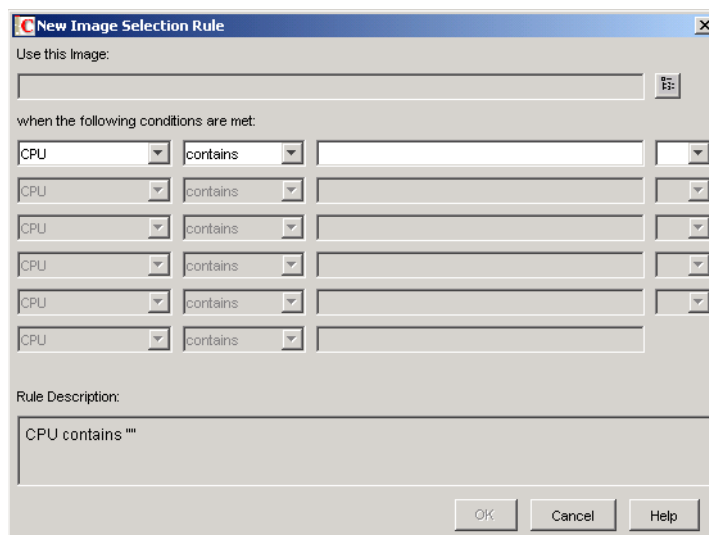 New Image Selection Rule
Use this Image:
when the following conditions are met:
CPU contains
CPU contains
CPU contains
CPU contains
CPU contains
CPU contains
Rule Description:
CPU contains ""
OK Cancel Help